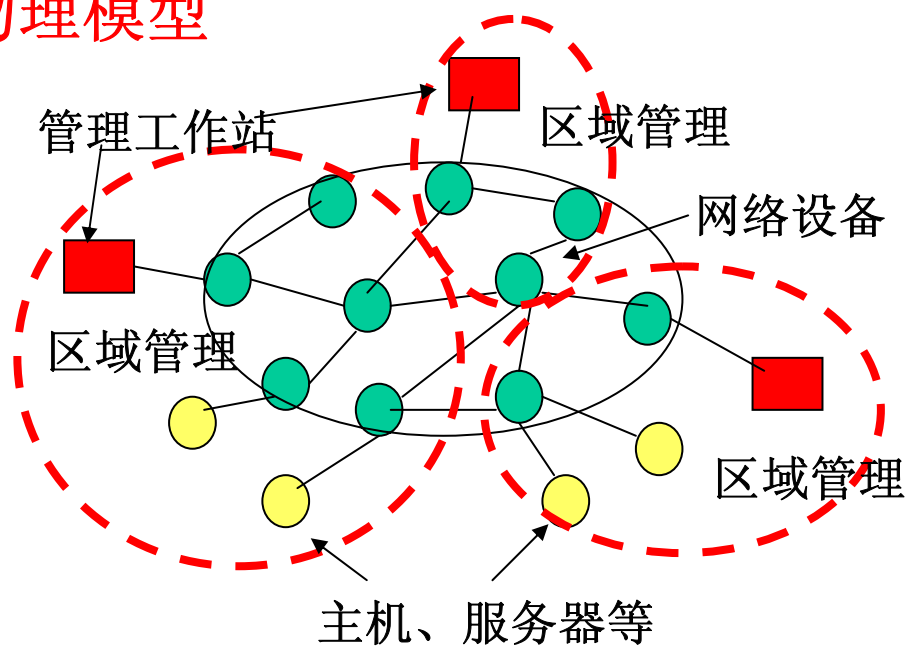 物理模型
管理工作站
区域管理
网络设备
区域管理
区域管理
主机、服务器等